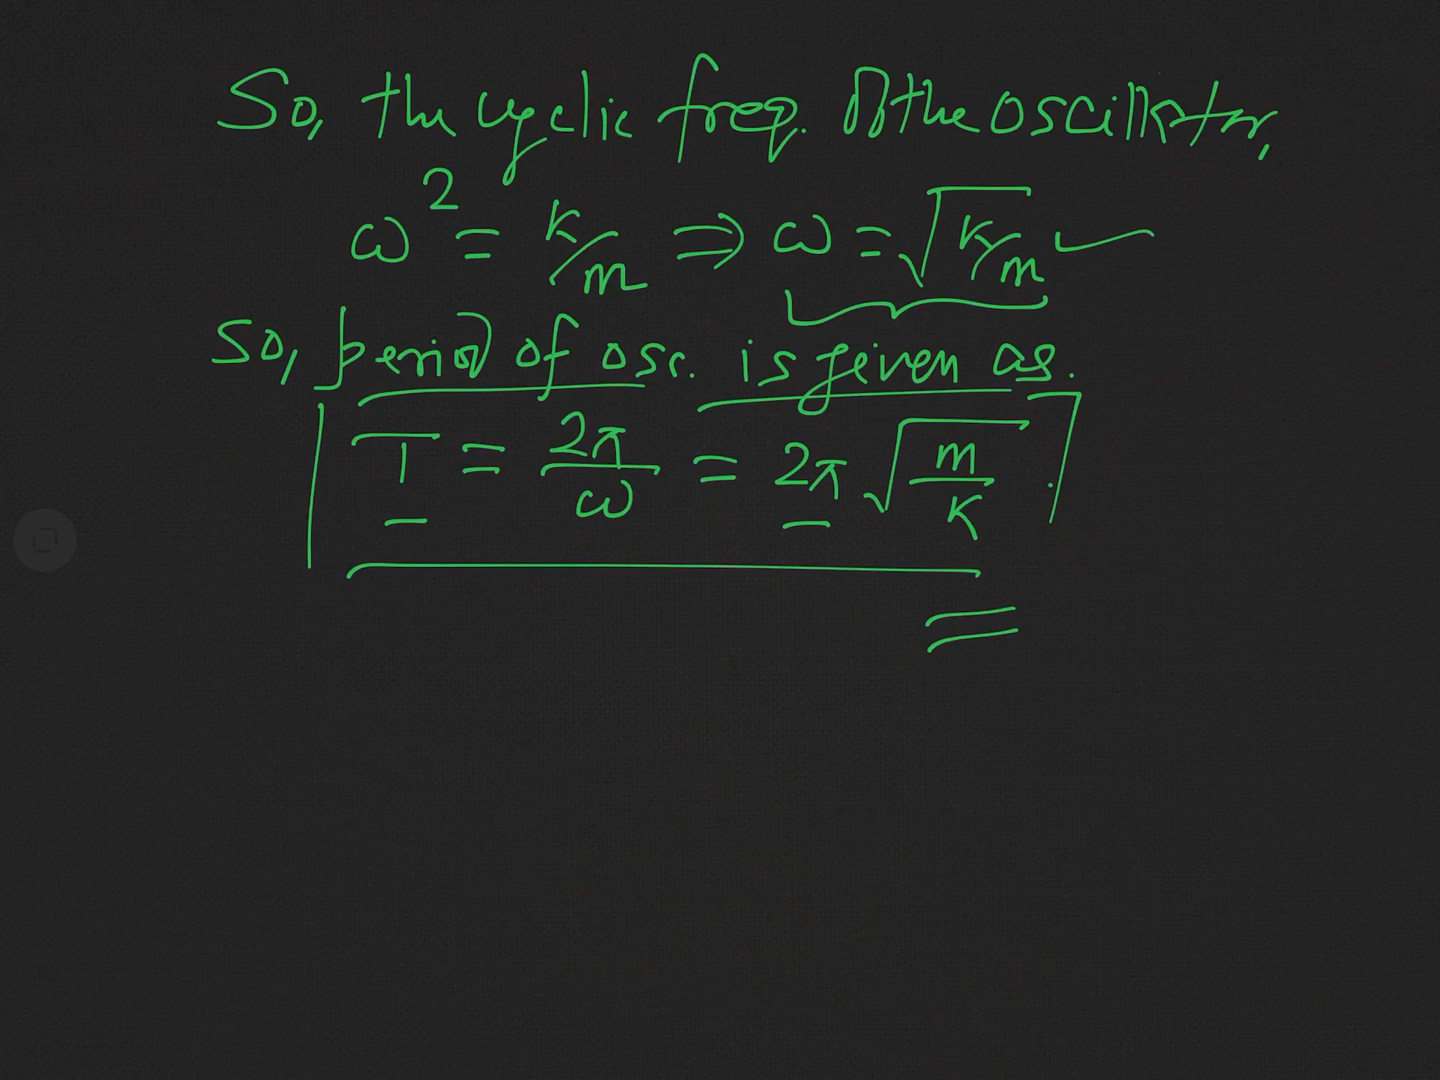 So, the cyclic freq. of the oscillator,
ω² = k/m ⇒ ω = √k/m
So, period of osc. is given as.
T = 2π/ω = 2π √m/k